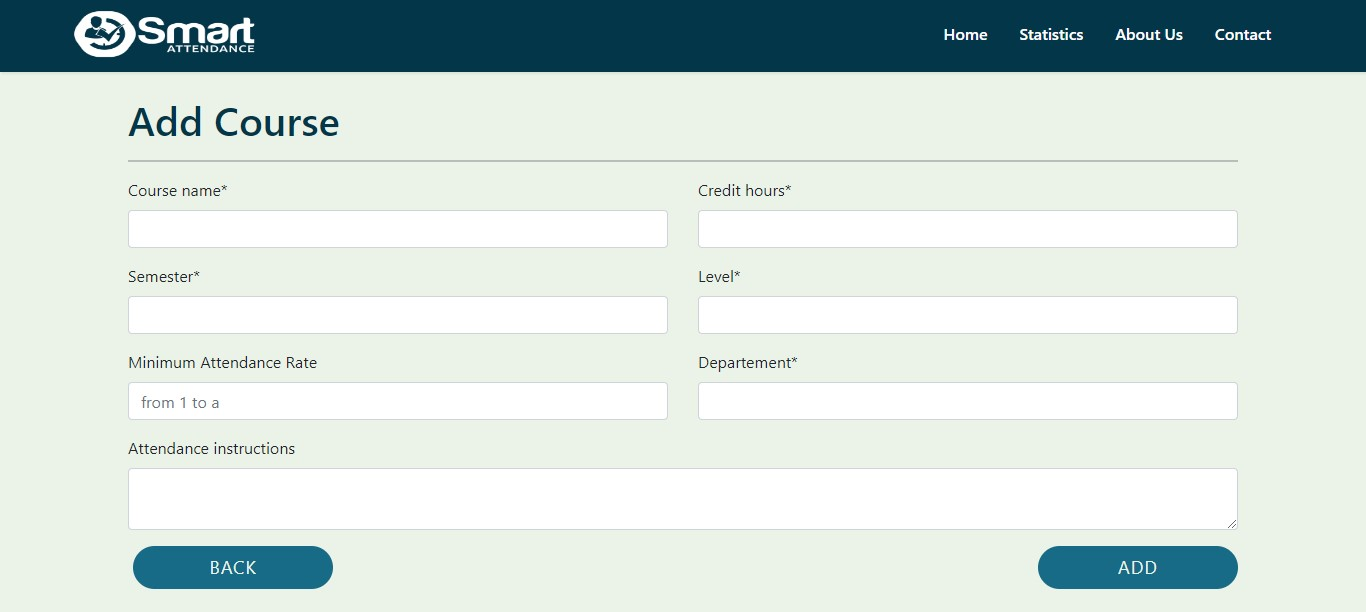 Smart
ATTENDANCE
Home Statistics About Us Contact
Add Course
Course name* Credit hours*
Semester* Level*
Minimum Attendance Rate Departement*
from 1 to a
Attendance instructions
BACK ADD